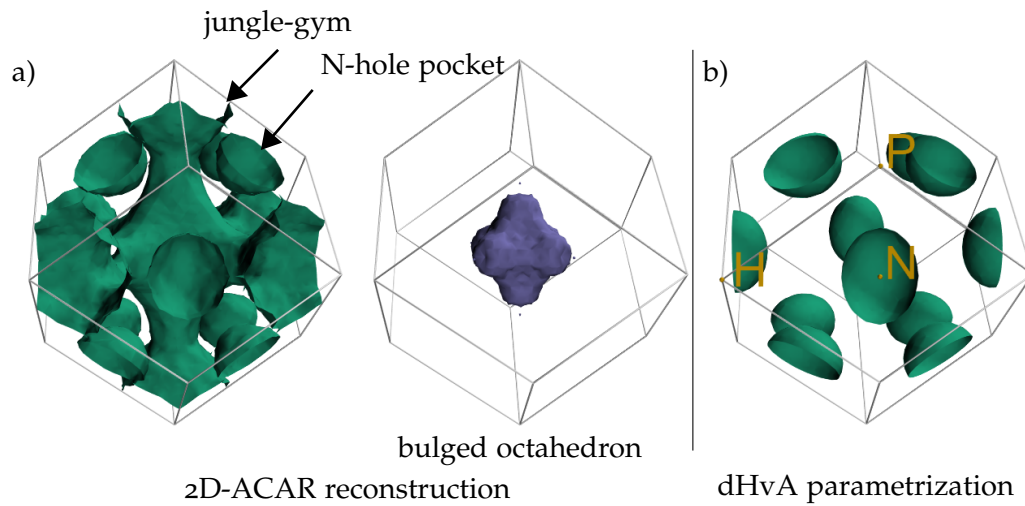 jungle-gym
a)
N-hole pocket
b)
P
H
N
bulged octahedron
2D-ACAR reconstruction
dHvA parametrization